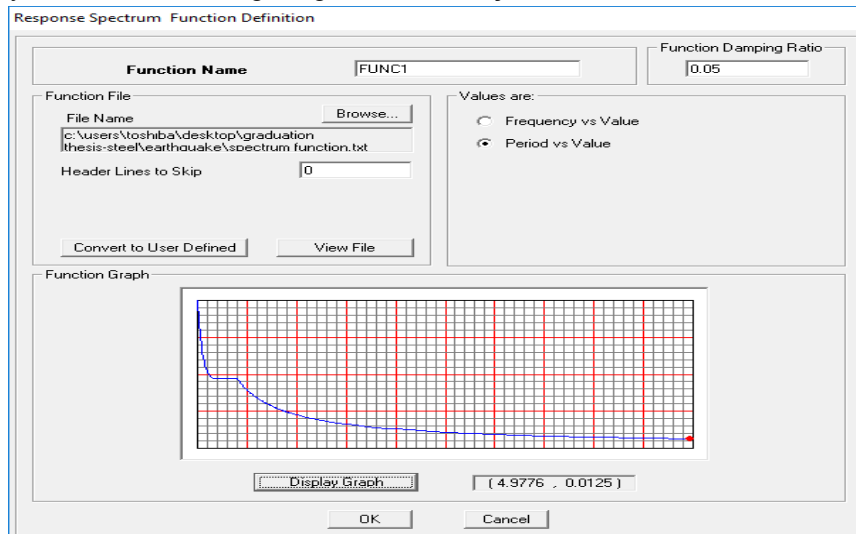 Response Spectrum Function Definition
Function Name
FUNC1
Function Damping Ratio
0.05
Function File
File Name
Browse...
c:\users\toshiba\desktop\graduation
thesis-steel\earthquake\spectrum function.txt
Header Lines to Skip
0
Convert to User Defined
View File
Values are:
Frequency vs Value
Period vs Value
Function Graph
Display Graph
( 4.9776 , 0.0125 )
OK
Cancel